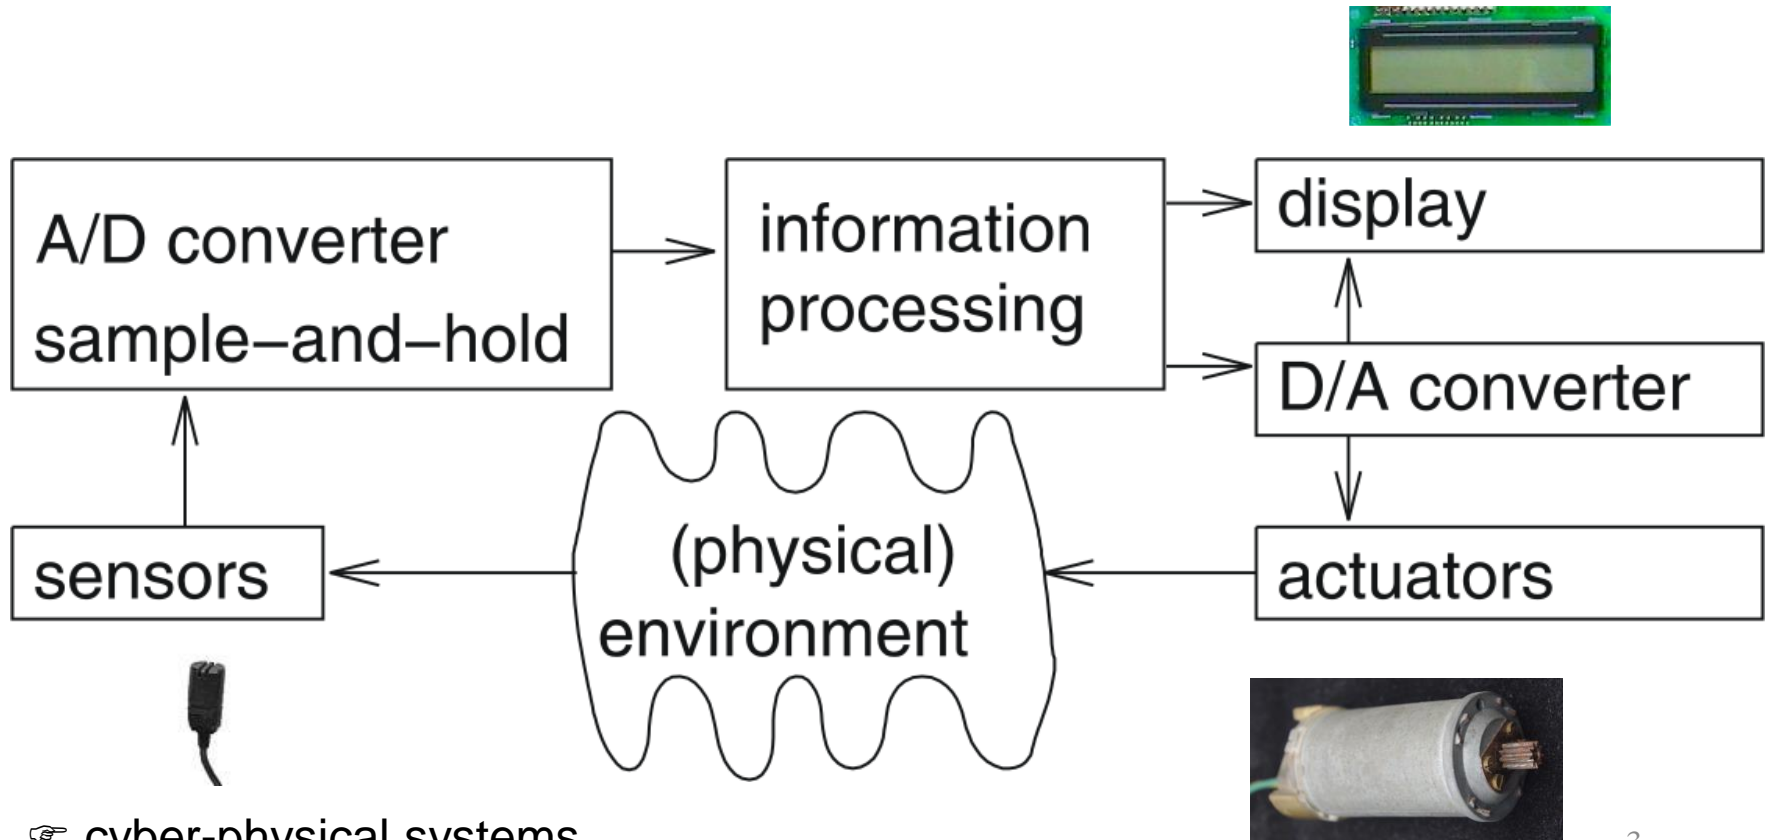 A/D converter
sample–and–hold
information
processing
display
D/A converter
sensors
(physical)
environment
actuators
☞ cyber-physical systems